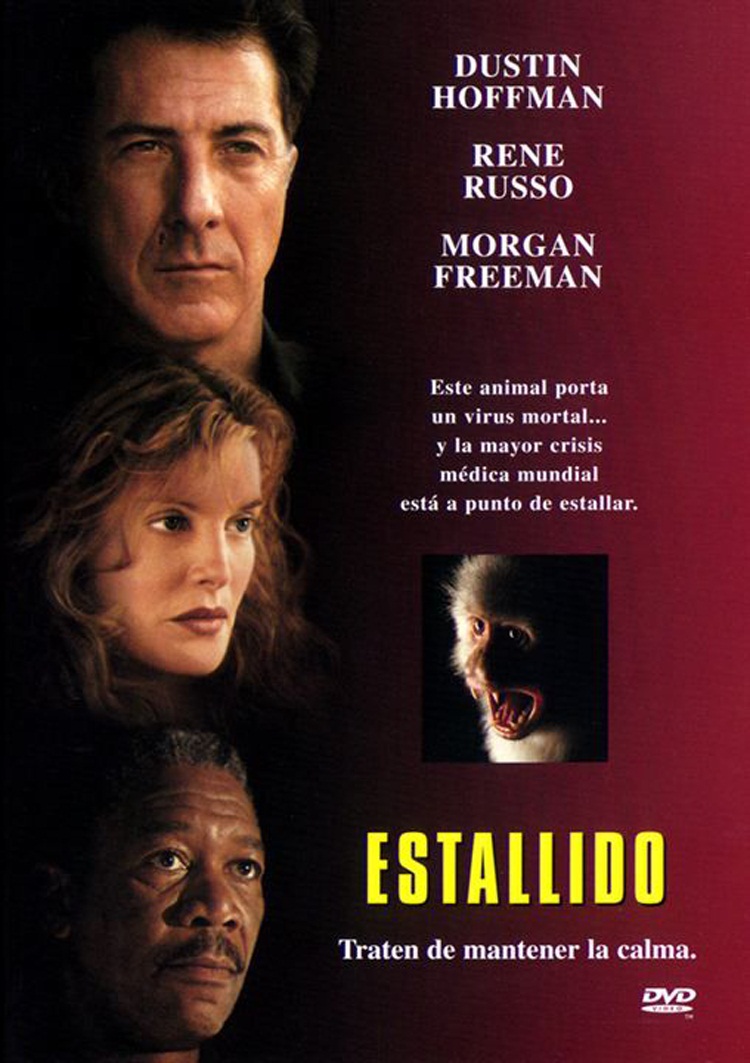 DUSTIN
HOFFMAN
RENE
RUSSO
MORGAN
FREEMAN
Este animal porta
un virus mortal...
y la mayor crisis
médica mundial
está a punto de estallar.
ESTALLIDO
Traten de mantener la calma.
DVD
VIDEO
TM